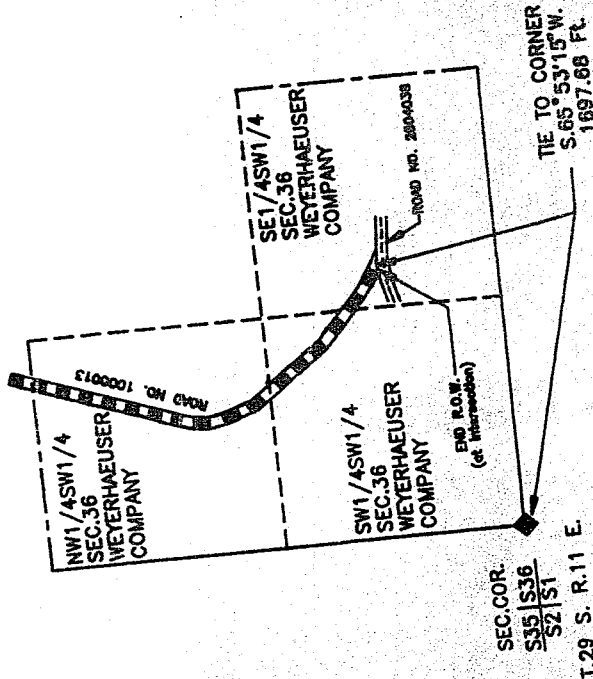 NW1/4SW1/4
SEC.36
WEYERHAEUSER
COMPANY
ROAD NO. 1000013
SE1/4SW1/4
SEC.36
WEYERHAEUSER
COMPANY
ROAD NO. 2804038
SW1/4SW1/4
SEC.36
WEYERHAEUSER
COMPANY
END R.O.W.
(at intersection)
TIE TO CORNER
S.65°53'15"W.
1697.68 Ft.
SEC.COR.
S35|S36
S2|S1
T.29 S. R.11 E.